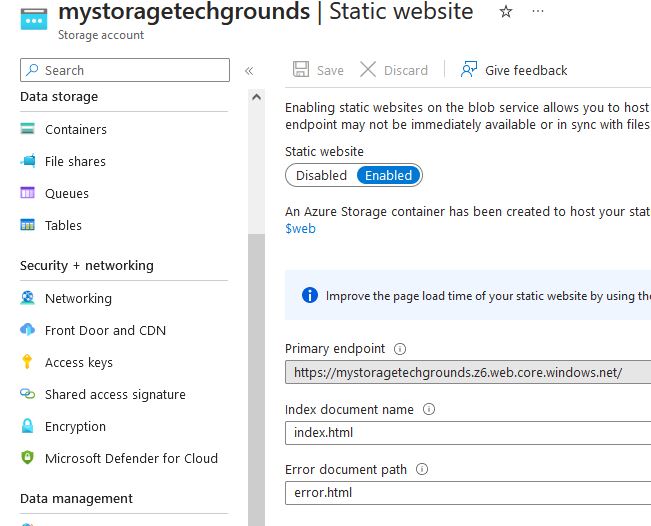 mystoragetechgrounds | Static website
Storage account
Search
Data storage
Containers
File shares
Queues
Tables
Security + networking
Networking
Front Door and CDN
Access keys
Shared access signature
Encryption
Microsoft Defender for Cloud
Data management
Save Discard Give feedback
Enabling static websites on the blob service allows you to host
endpoint may not be immediately available or in sync with files
Static website
Disabled Enabled
An Azure Storage container has been created to host your stat
$web
Improve the page load time of your static website by using the
Primary endpoint
https://mystoragetechgrounds.z6.web.core.windows.net/
Index document name
index.html
Error document path
error.html